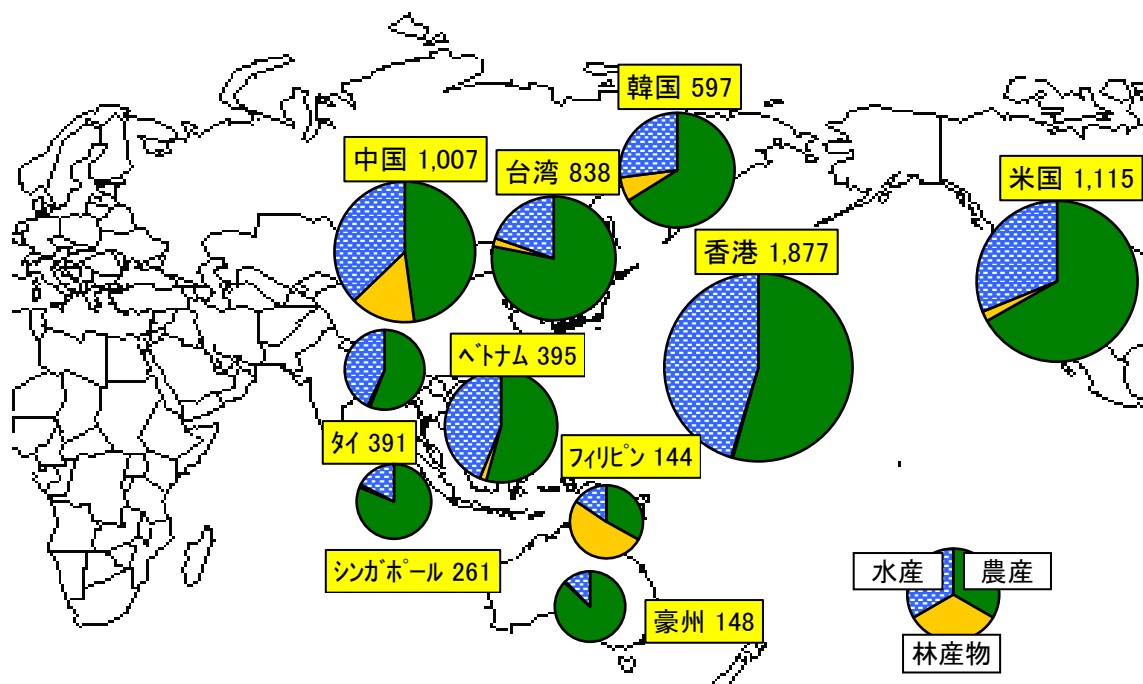 韓国 597
中国 1,007
台湾 838
米国 1,115
香港 1,877
ﾍﾞﾄﾅﾑ 395
ﾀｲ 391
ﾌｨﾘﾋﾟﾝ 144
ｼﾝｶﾞﾎﾟｰﾙ 261
豪州 148
水産
農産
林産物